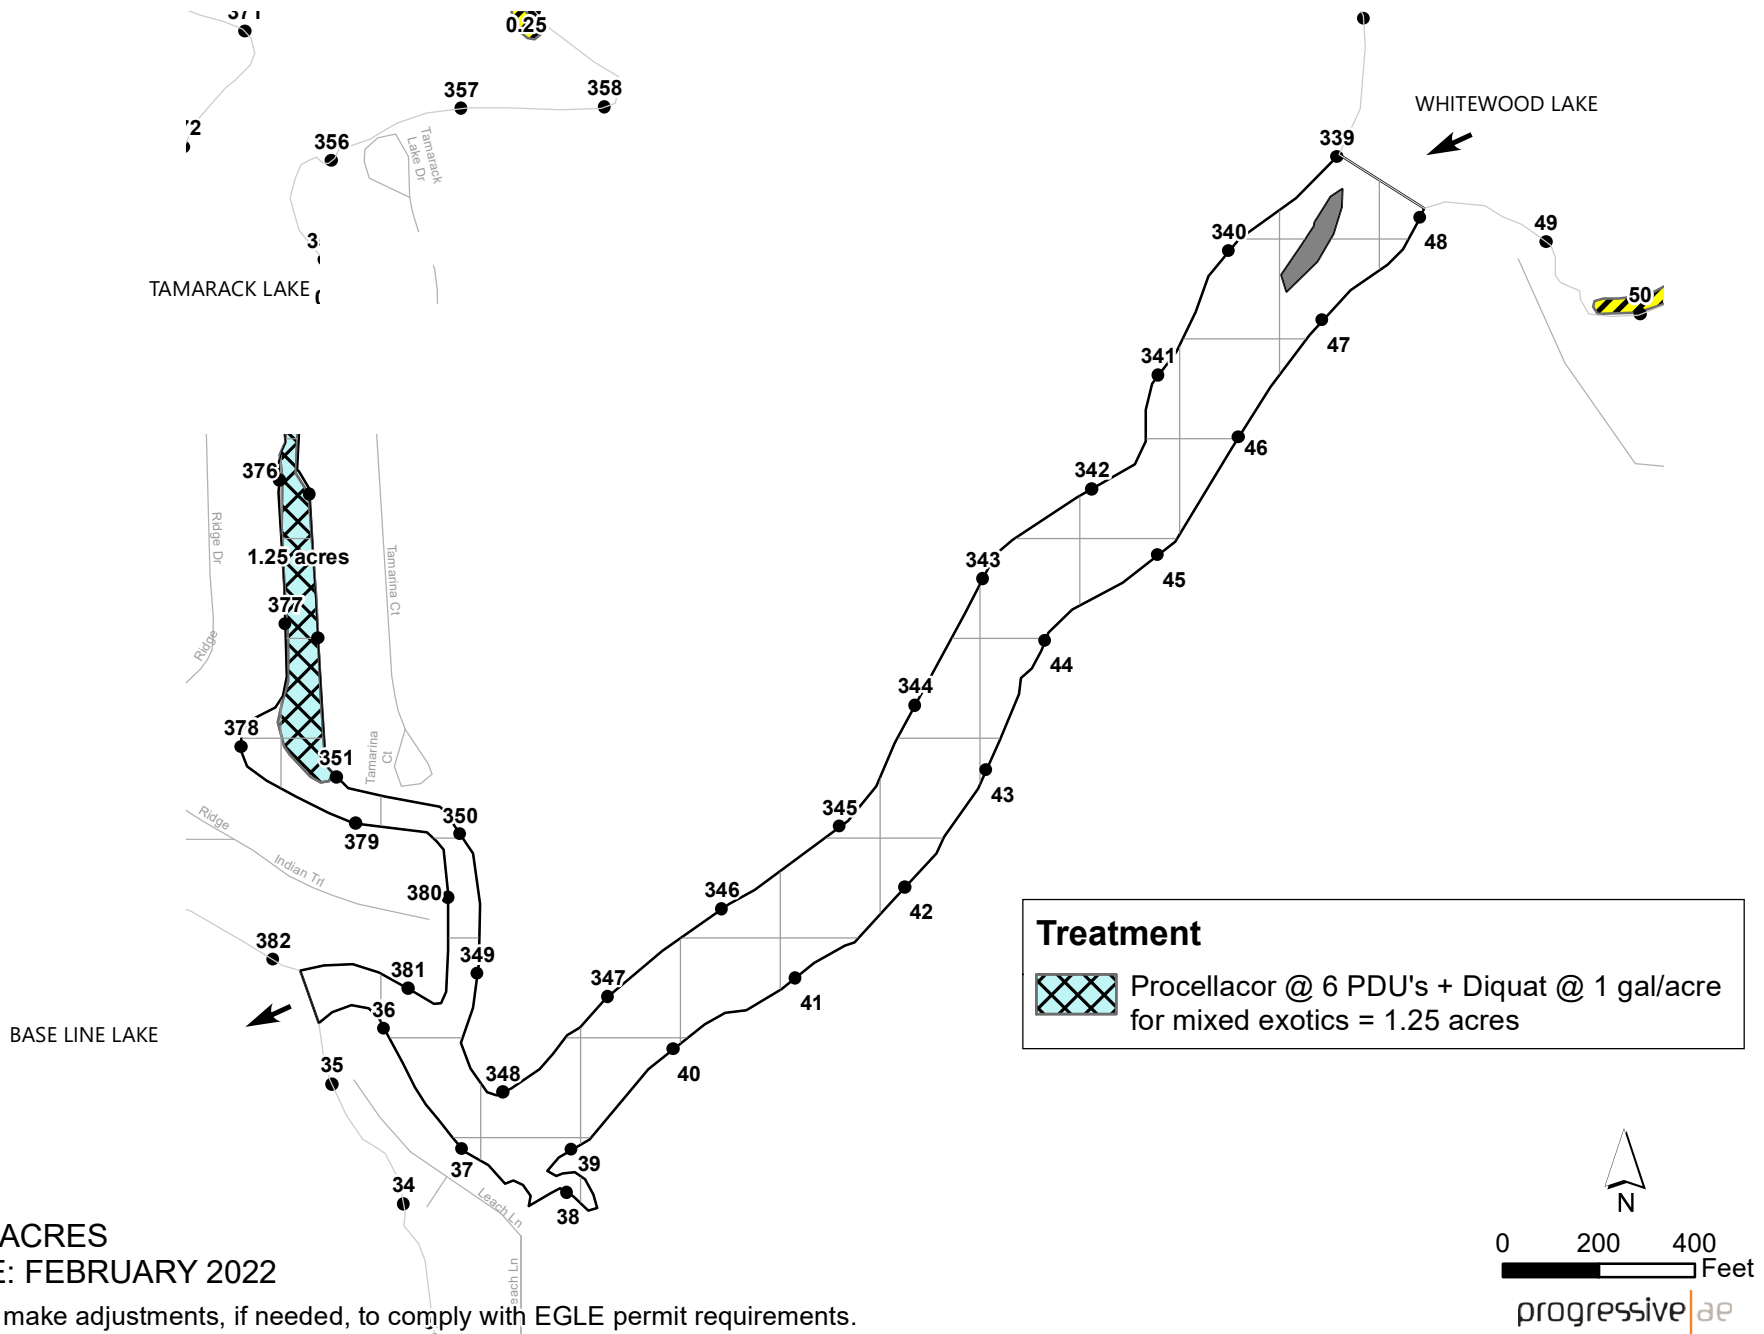 371
0.25
357
358
72
356
Tamarack
Lake Dr
TAMARACK LAKE
WHITEWOOD LAKE
339
340
48
49
50
47
341
46
342
376
Ridge Dr
1.25 acres
Tamarina Ct
343
45
377
Ridge
44
344
378
351
Tamarina
Ct
43
345
350
379
Ridge
Indian Trl
380
346
42
382
349
381
347
41
36
BASE LINE LAKE
35
348
40
37
39
34
38
Leach Ln
each Ln
Treatment
Procellacor @ 6 PDU's + Diquat @ 1 gal/acre
for mixed exotics = 1.25 acres
N
0 200 400
Feet
progressive ae
ACRES
E: FEBRUARY 2022
make adjustments, if needed, to comply with EGLE permit requirements.